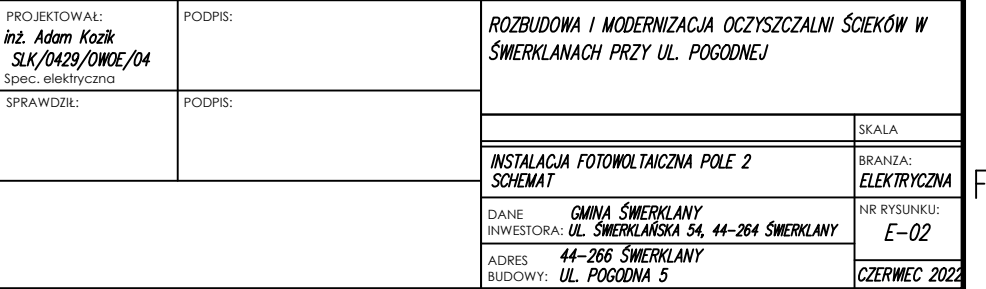 PROJEKTOWAŁ:
inż. Adam Kozik
SLK/0429/OWOE/04
Spec. elektryczna
PODPIS:
SPRAWDZIŁ:
PODPIS:
ROZBUDOWA I MODERNIZACJA OCZYSZCZALNI ŚCIEKÓW W
ŚWIERKLANACH PRZY UL. POGODNEJ
SKALA
INSTALACJA FOTOWOLTAICZNA POLE 2
SCHEMAT
BRANŻA:
ELEKTRYCZNA
DANE GMINA ŚWIERKLANY
INWESTORA: UL. ŚWIERKLAŃSKA 54, 44-264 ŚWIERKLANY
NR RYSUNKU:
E-02
ADRES 44-266 ŚWIERKLANY
BUDOWY: UL. POGODNA 5
CZERWIEC 2022
F